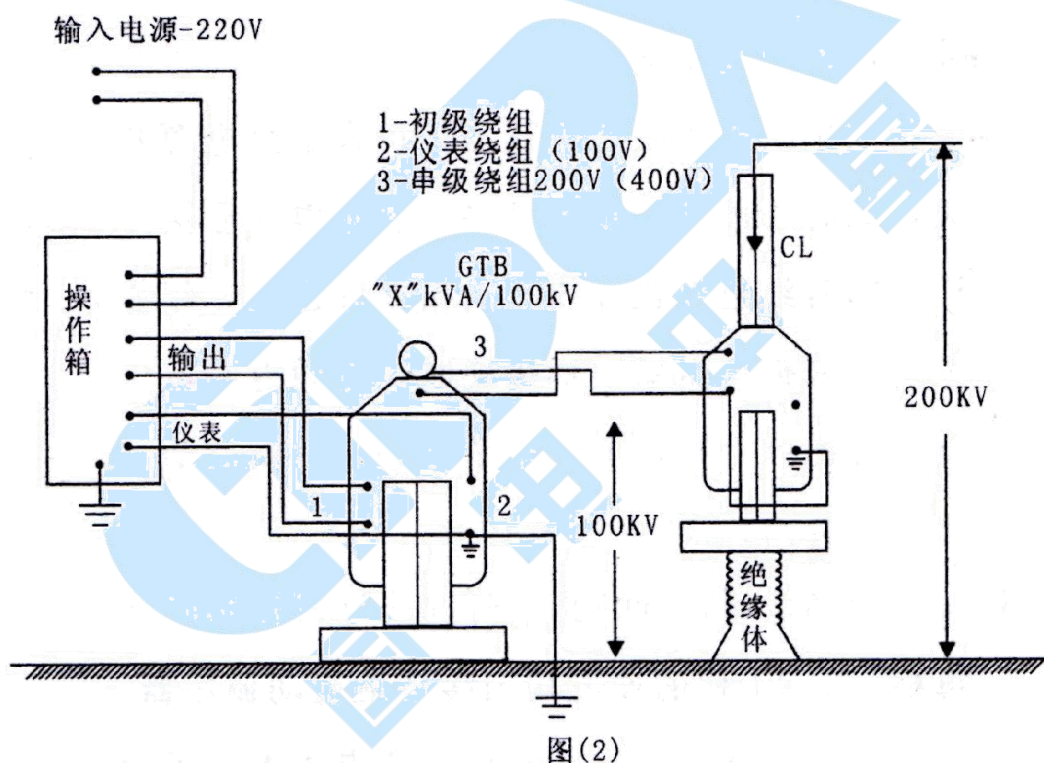 输入电源-220V
1-初级绕组
2-仪表绕组（100V）
3-串级绕组200V（400V）
CL
GTB
"X"kVA/100kV
操作箱
3
输出
200KV
仪表
1
2
100KV
绝缘体
图(2)